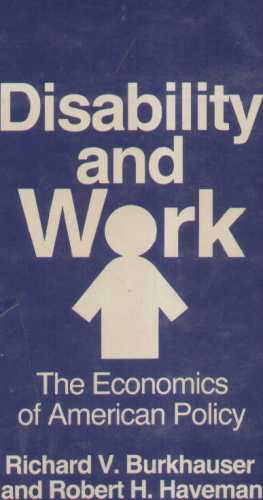 Disability
and
Work
The Economics
of American Policy
Richard V. Burkhauser
and Robert H. Haveman